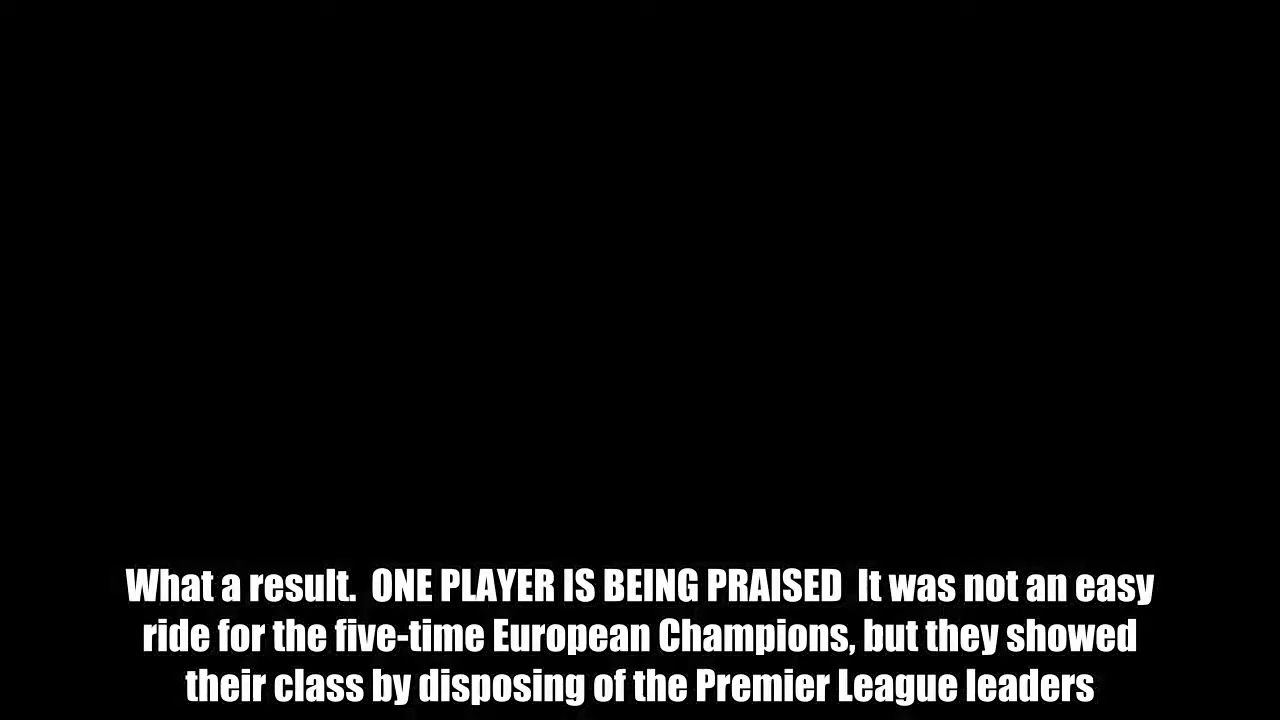 What a result.  ONE PLAYER IS BEING PRAISED  It was not an easy
ride for the five-time European Champions, but they showed
their class by disposing of the Premier League leaders